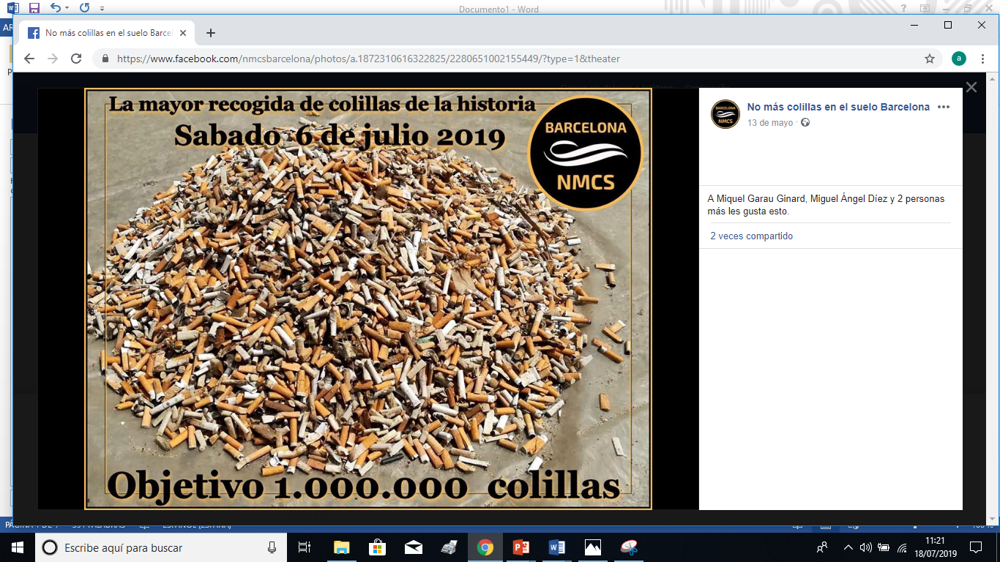 Documento1 - Word
No más colillas en el suelo Barcel
https://www.facebook.com/nmcsbarcelona/photos/a.1872310616322825/2280651002155449/?type=1&theater
a
La mayor recogida de colillas de la historia
Sabado 6 de julio 2019
BARCELONA
NMCS
Objetivo 1.000.000 colillas
BARCELONA
NMCS
No más colillas en el suelo Barcelona
13 de mayo
A Miquel Garau Ginard, Miguel Ángel Díez y 2 personas
más les gusta esto.
2 veces compartido
Escribe aquí para buscar
11:21
18/07/2019